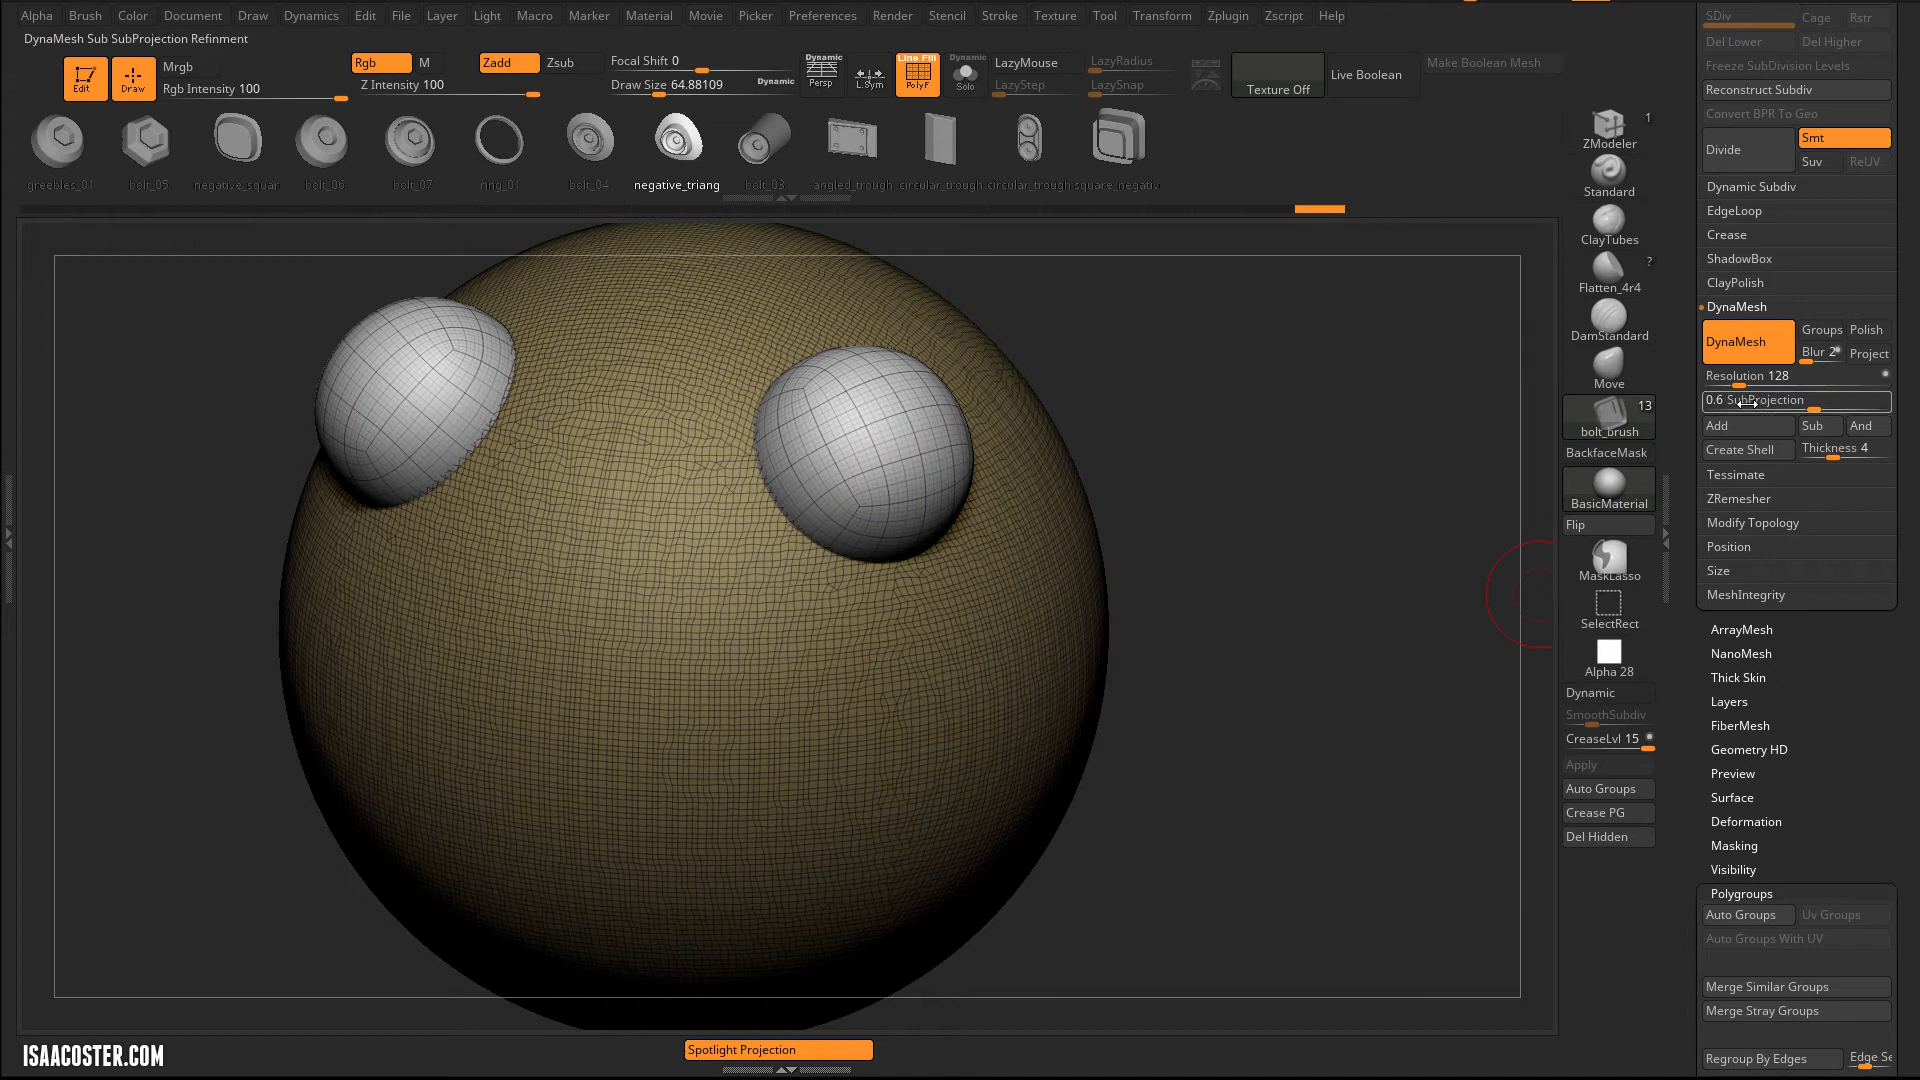 Alpha Brush Color Document Draw Dynamics Edit File Layer Light Macro Marker Material Movie Picker Preferences Render Stencil Stroke Texture Tool Transform Zplugin Zscript Help
DynaMesh Sub SubProjection Refinment
Edit
Draw
Mrgb
Rgb Intensity 100
Rgb M
Z Intensity 100
Zadd Zsub
Focal Shift 0
Draw Size 64.88109
Dynamic
Dynamic
Persp
L.Sym
Line Fill
PolyF
Dynamic
Solo
LazyMouse
LazyStep
LazyRadius
LazySnap
Texture Off
Live Boolean
Make Boolean Mesh
greebles_01 bolt_05 negative_squar bolt_06 bolt_07 ring_01 bolt_04 negative_triang bolt_03 angled_trough circular_trough circular_trough square_negativ
1
ZModeler
Standard
ClayTubes
?
Flatten_4r4
DamStandard
Move
13
bolt_brush
BackfaceMask
BasicMaterial
Flip
MaskLasso
SelectRect
Alpha 28
Dynamic
SmoothSubdiv
CreaseLvl 15
Apply
Auto Groups
Crease PG
Del Hidden
SDiv Cage Rstr
Del Lower Del Higher
Freeze SubDivision Levels
Reconstruct Subdiv
Convert BPR To Geo
Divide
Smt
Suv ReUV
Dynamic Subdiv
EdgeLoop
Crease
ShadowBox
ClayPolish
DynaMesh
DynaMesh
Groups Polish
Blur 2 Project
Resolution 128
0.6 SubProjection
Add Sub And
Create Shell Thickness 4
Tessimate
ZRemesher
Modify Topology
Position
Size
MeshIntegrity
ArrayMesh
NanoMesh
Thick Skin
Layers
FiberMesh
Geometry HD
Preview
Surface
Deformation
Masking
Visibility
Polygroups
Auto Groups Uv Groups
Auto Groups With UV
Merge Similar Groups
Merge Stray Groups
Regroup By Edges Edge Se
ISAACOSTER.COM
Spotlight Projection